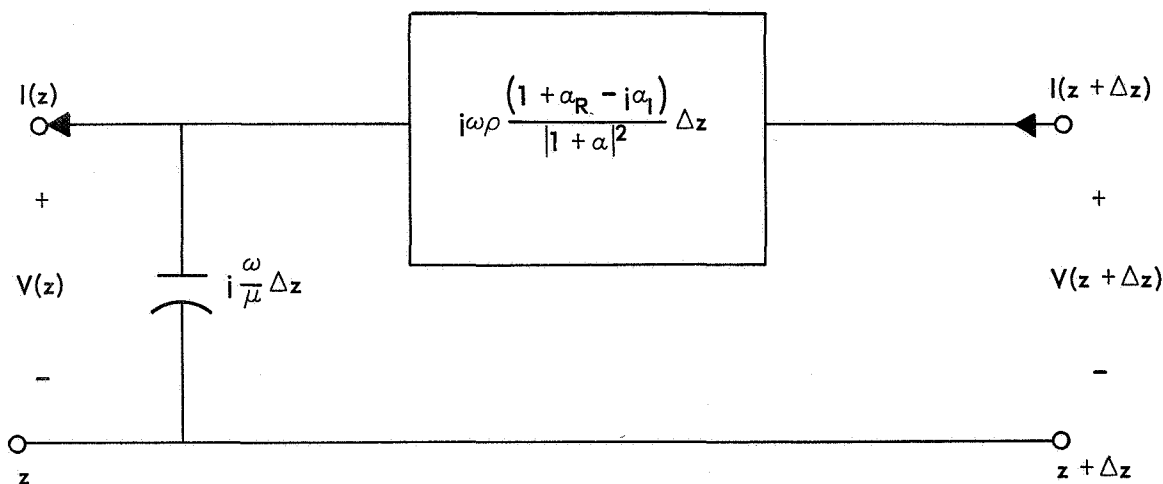 I(z)
jωρ (1 + α_R - jα_I) / |1 + α|² Δz
I(z + Δz)
+
+
V(z)
j ω/μ Δz
V(z + Δz)
-
-
z
z + Δz